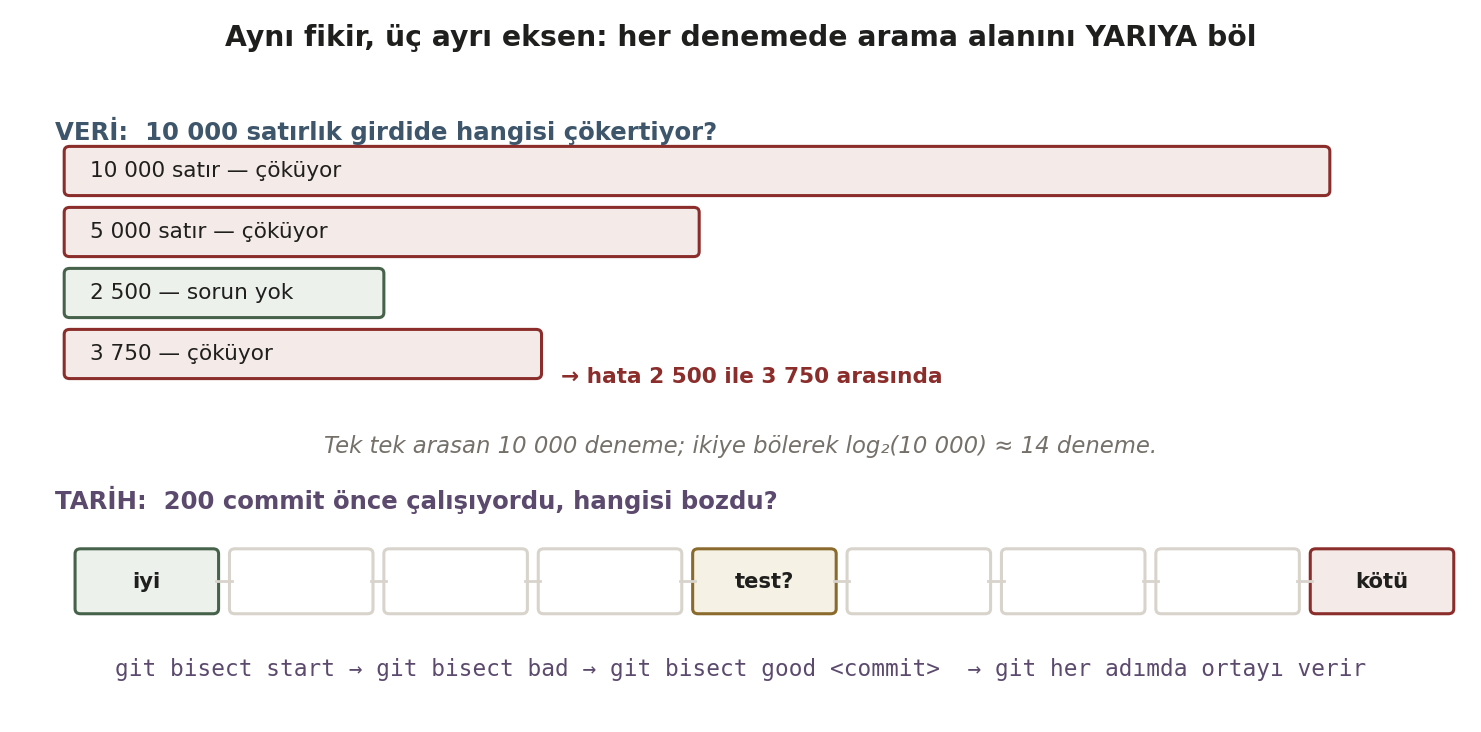 Aynı fikir, üç ayrı eksen: her denemede arama alanını YARIYA böl
VERİ:  10 000 satırlık girdide hangisi çökertiyor?
10 000 satır — çöküyor
5 000 satır — çöküyor
2 500 — sorun yok
3 750 — çöküyor
→ hata 2 500 ile 3 750 arasında
Tek tek arasan 10 000 deneme; ikiye bölerek log₂(10 000) ≈ 14 deneme.
TARİH:  200 commit önce çalışıyordu, hangisi bozdu?
iyi
test?
kötü
git bisect start → git bisect bad → git bisect good <commit>  → git her adımda ortayı verir